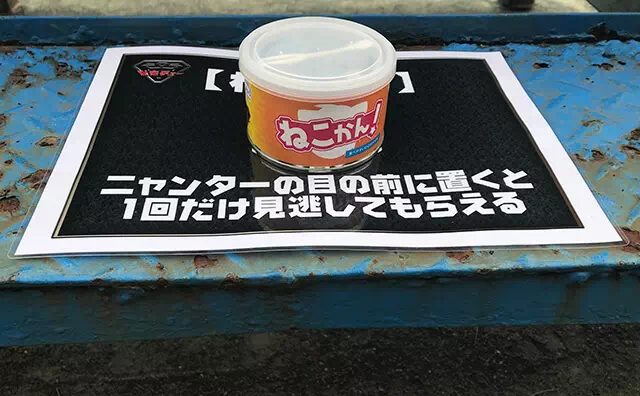 【ね 】
ねこかん!
ニャンターの目の前に置くと
1回だけ見逃してもらえる